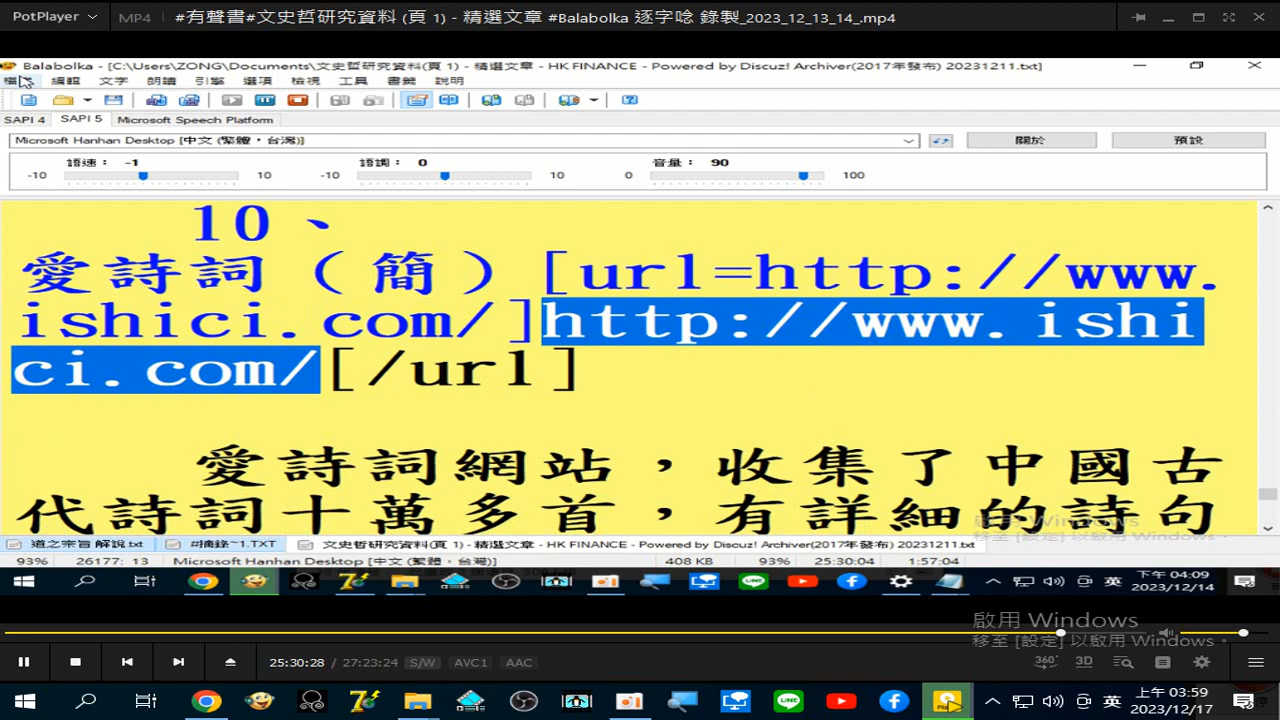 PotPlayer
MP4
#有聲書#文史哲研究資料 (頁 1) - 精選文章 #Balabolka 逐字唸 錄製_2023_12_13_14_.mp4
Balabolka - [C:\Users\ZONG\Documents\文史哲研究資料(頁 1) - 精選文章 - HK FINANCE - Powered by Discuz! Archiver(2017年發布) 20231211.txt]
檔案 編輯 文字 朗讀 引擎 選項 檢視 工具 書籤 說明
SAPI 4 SAPI 5 Microsoft Speech Platform
Microsoft Hanhan Desktop [中文 (繁體，台灣)]
關於
預設
語速： -1 語調： 0 音量： 90
-10 10 -10 10 0 100
10、
愛詩詞（簡）[url=http://www.
ishici.com/]http://www.ishi
ci.com/[/url]
愛詩詞網站，收集了中國古
代詩詞十萬多首，有詳細的詩句
啟用 Windows
移至 [設定] 以啟用 Windows。
道之宗旨 解說.txt
#摘錄~1.TXT
文史哲研究資料(頁 1) - 精選文章 - HK FINANCE - Powered by Discuz! Archiver(2017年發布) 20231211.txt
93% 26177: 13 Microsoft Hanhan Desktop [中文 (繁體，台灣)] 408 KB 93% 25:30:04 1:57:04
英
下午 04:09
2023/12/14
啟用 Windows
移至 [設定] 以啟用 Windows。
25:30:28 / 27:23:24 S/W AVC1 AAC
360° 3D
英
上午 03:59
2023/12/17